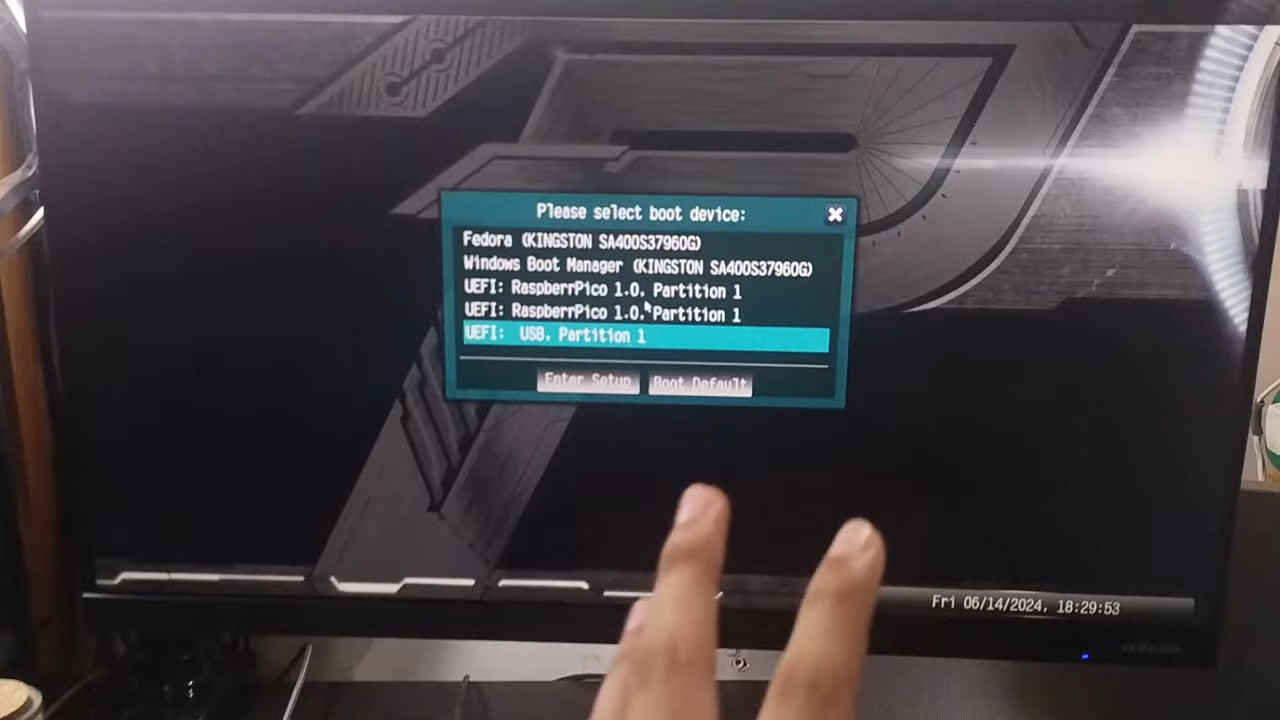 Please select boot device:
Fedora (KINGSTON SA400S37960G)
Windows Boot Manager (KINGSTON SA400S37960G)
UEFI: RaspberrPico 1.0, Partition 1
UEFI: RaspberrPico 1.0, Partition 1
UEFI: USB, Partition 1
Enter Setup Boot Default
Fri 06/14/2024, 18:29:53